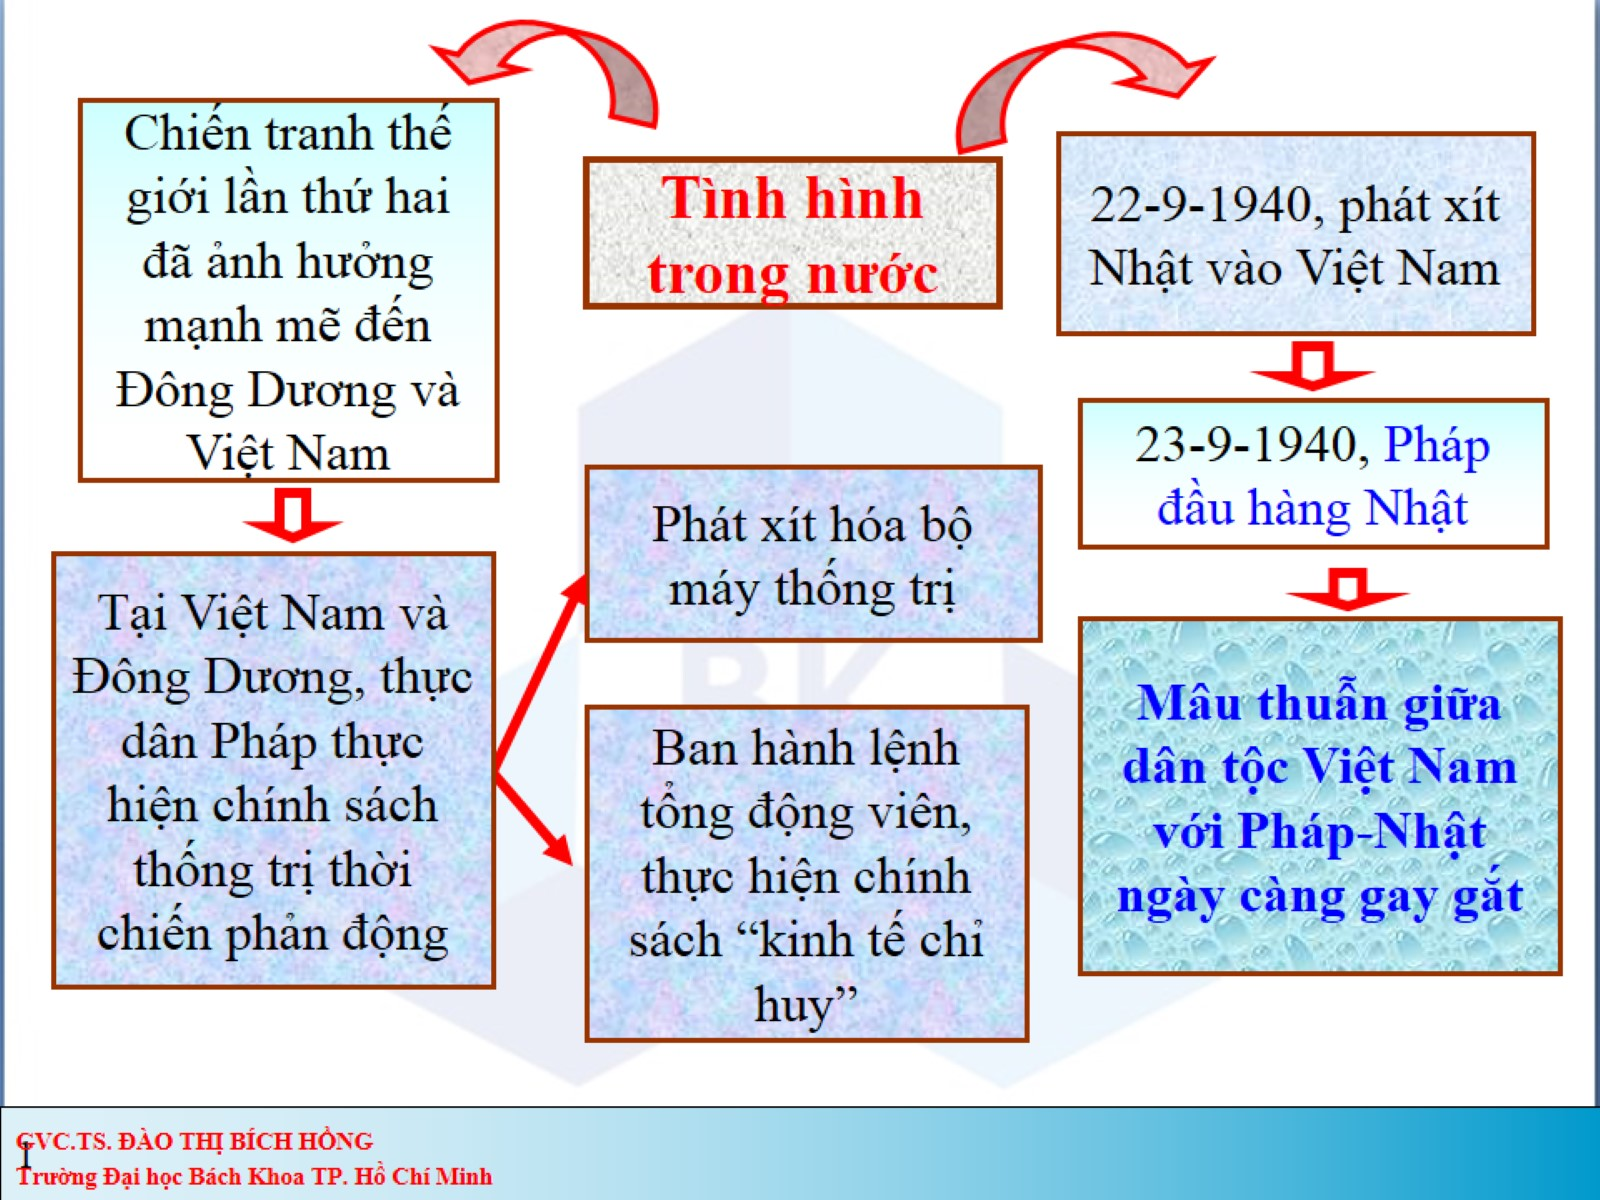 Tình hình
trong nước
Chiến tranh thế
giới lần thứ hai
đã ảnh hưởng
mạnh mẽ đến
Đông Dương và
Việt Nam
Tại Việt Nam và
Đông Dương, thực
dân Pháp thực
hiện chính sách
thống trị thời
chiến phản động
Phát xít hóa bộ
máy thống trị
Ban hành lệnh
tổng động viên,
thực hiện chính
sách “kinh tế chỉ
huy”
22-9-1940, phát xít
Nhật vào Việt Nam
23-9-1940, Pháp
đầu hàng Nhật
Mâu thuẫn giữa
dân tộc Việt Nam
với Pháp-Nhật
ngày càng gay gắt
BK
GVC.TS. ĐÀO THỊ BÍCH HỒNG
1
Trường Đại học Bách Khoa TP. Hồ Chí Minh